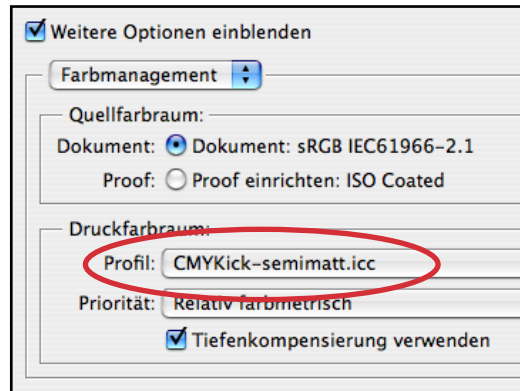 Weitere Optionen einblenden
Farbmanagement
Quellfarbraum:
Dokument: Dokument: sRGB IEC61966-2.1
Proof: Proof einrichten: ISO Coated
Druckfarbraum:
Profil: CMYKick-semimatt.icc
Priorität: Relativ farbmetrisch
Tiefenkompensierung verwenden